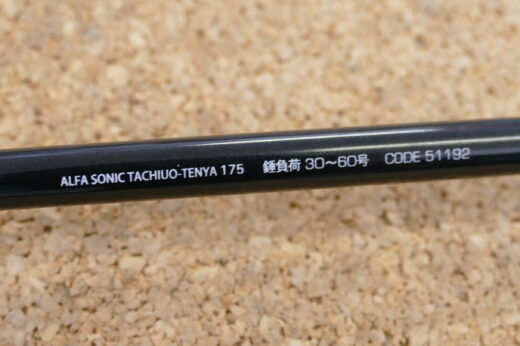 ALFA SONIC TACHIUO-TENYA 175 錘負荷 30～60号 CODE 51192